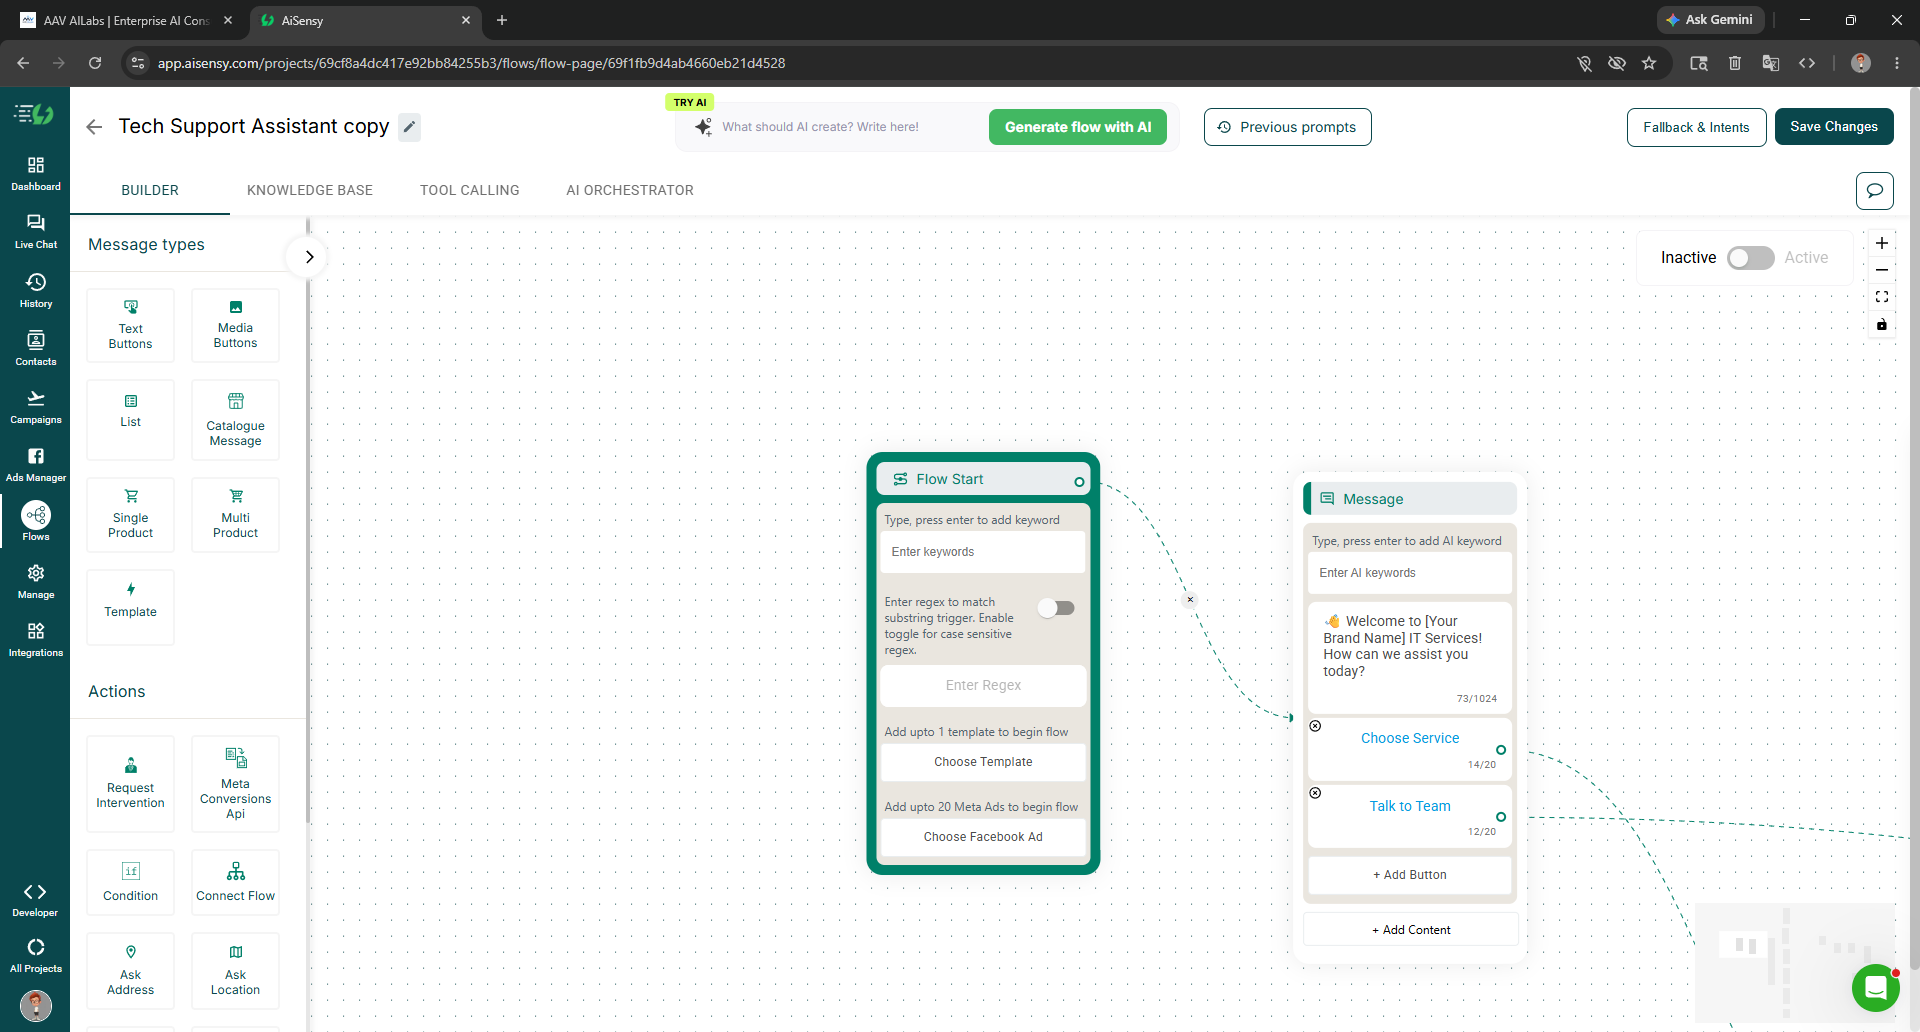 AAV AILabs | Enterprise AI Cons
AiSensy
Ask Gemini
app.aisensy.com/projects/69cf8a4dc417e92bb84255b3/flows/flow-page/69f1fb9d4ab4660eb21d4528
Tech Support Assistant copy
TRY AI
What should AI create? Write here!
Generate flow with AI
Previous prompts
Fallback & Intents
Save Changes
BUILDER
KNOWLEDGE BASE
TOOL CALLING
AI ORCHESTRATOR
Dashboard
Live Chat
History
Contacts
Campaigns
Ads Manager
Flows
Manage
Integrations
Developer
All Projects
Message types
Text
Buttons
Media
Buttons
List
Catalogue
Message
Single
Product
Multi
Product
Template
Actions
Request
Intervention
Meta
Conversions
Api
if
Condition
Connect Flow
Ask
Address
Ask
Location
Inactive
Active
Flow Start
Type, press enter to add keyword
Enter keywords
Enter regex to match
substring trigger. Enable
toggle for case sensitive
regex.
Enter Regex
Add upto 1 template to begin flow
Choose Template
Add upto 20 Meta Ads to begin flow
Choose Facebook Ad
Message
Type, press enter to add AI keyword
Enter AI keywords
👋 Welcome to [Your
Brand Name] IT Services!
How can we assist you
today?
73/1024
Choose Service
14/20
Talk to Team
12/20
+ Add Button
+ Add Content